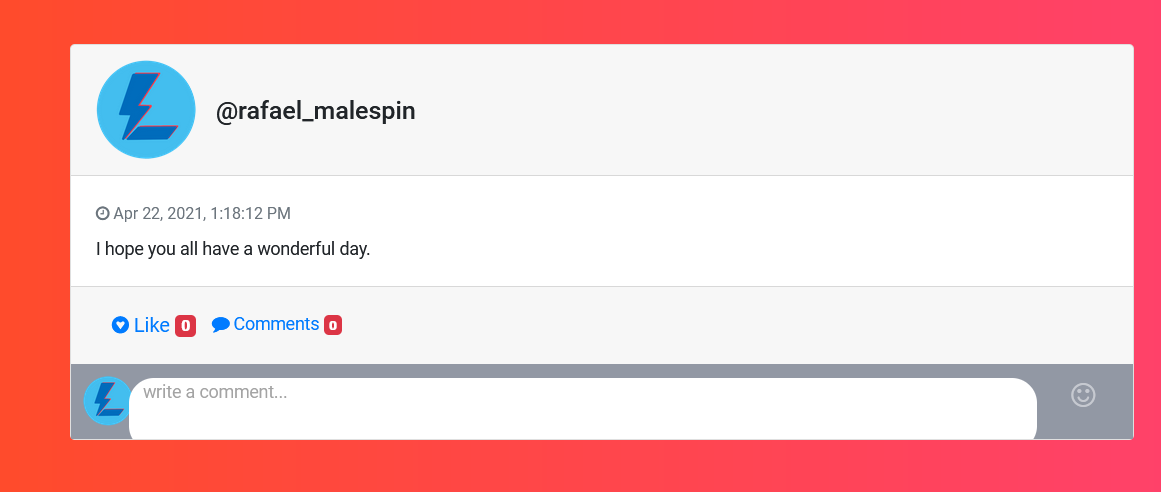 @rafael_malespin
Apr 22, 2021, 1:18:12 PM
I hope you all have a wonderful day.
Like 0 Comments 0
write a comment...